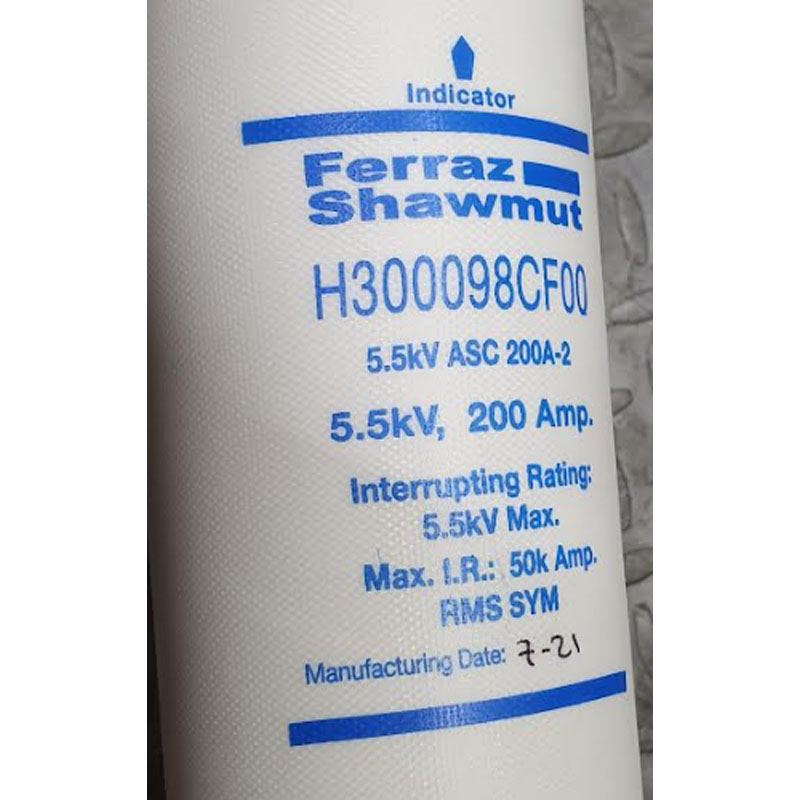 Indicator
Ferraz
Shawmut
H300098CF00
5.5kV ASC 200A-2
5.5kV, 200 Amp.
Interrupting Rating:
5.5kV Max.
Max. I.R.: 50k Amp.
RMS SYM
Manufacturing Date: 7-21